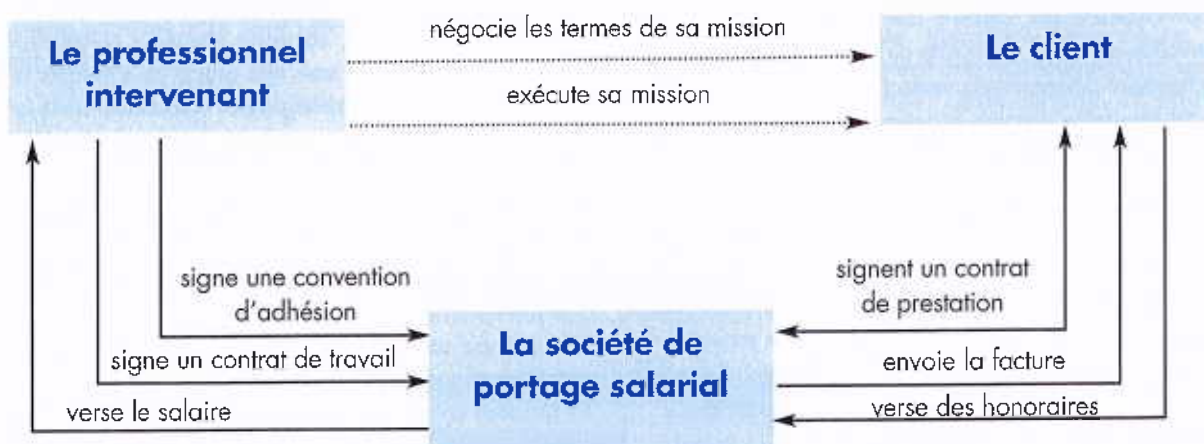 négocie les termes de sa mission
Le professionnel
intervenant
Le client
exécute sa mission
signe une convention
d'adhésion
signent un contrat
de prestation
La société de
portage salarial
signe un contrat de travail
envoie la facture
verse le salaire
verse des honoraires